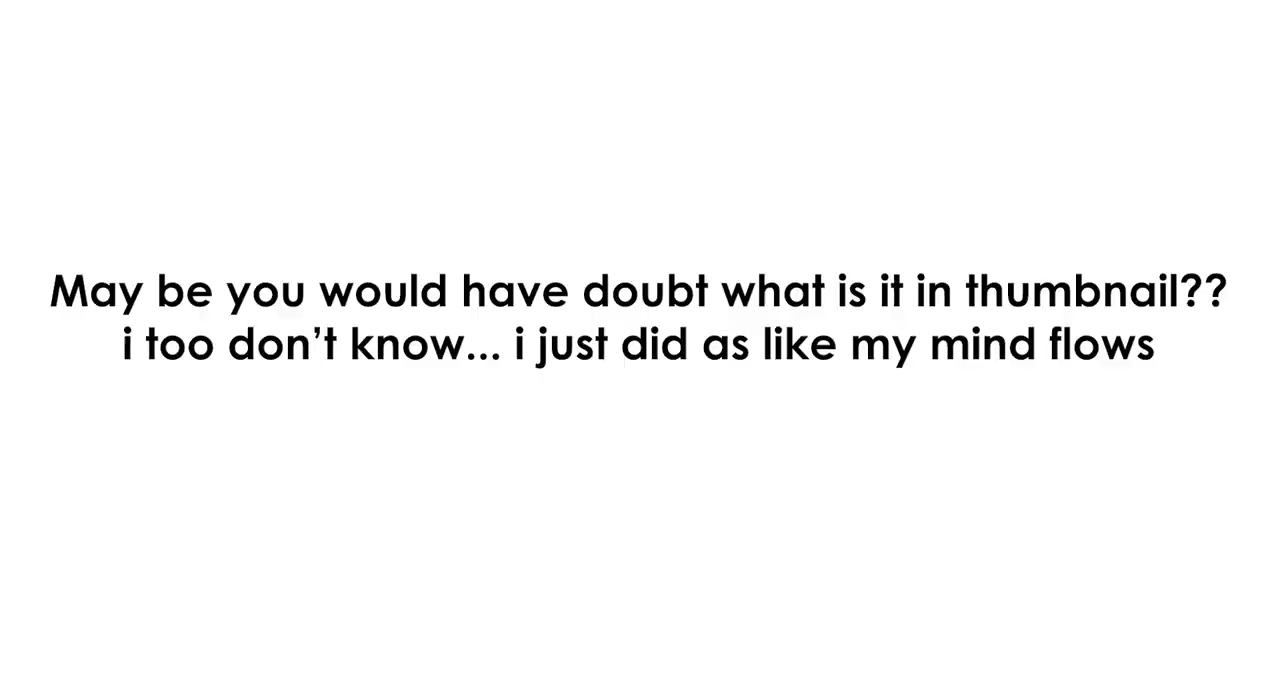 May be you would have doubt what is it in thumbnail??
i too don’t know... i just did as like my mind flows